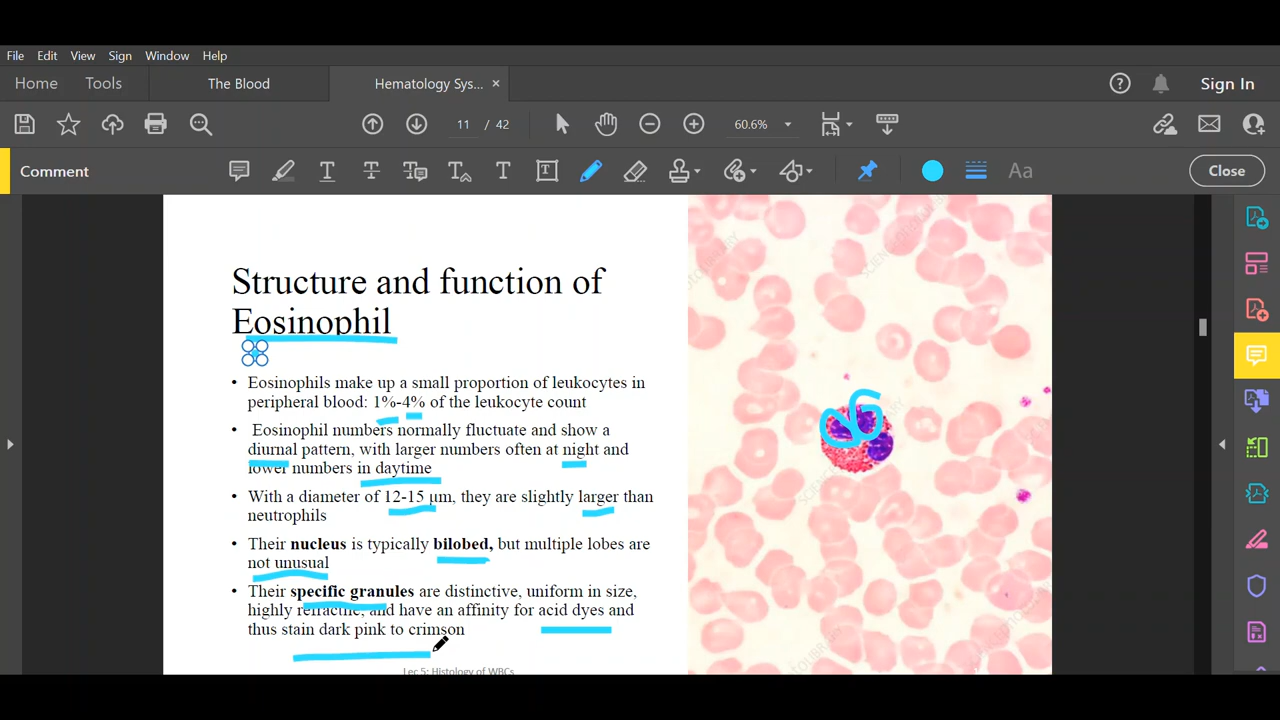 File Edit View Sign Window Help
Home Tools The Blood Hematology Sys... × Sign In
11 / 42 60.6%
Comment Close
Structure and function of
Eosinophil
• Eosinophils make up a small proportion of leukocytes in
peripheral blood: 1%-4% of the leukocyte count
• Eosinophil numbers normally fluctuate and show a
diurnal pattern, with larger numbers often at night and
lower numbers in daytime
• With a diameter of 12-15 µm, they are slightly larger than
neutrophils
• Their nucleus is typically bilobed, but multiple lobes are
not unusual
• Their specific granules are distinctive, uniform in size,
highly refractile, and have an affinity for acid dyes and
thus stain dark pink to crimson
Lec 5: Histology of WBCs